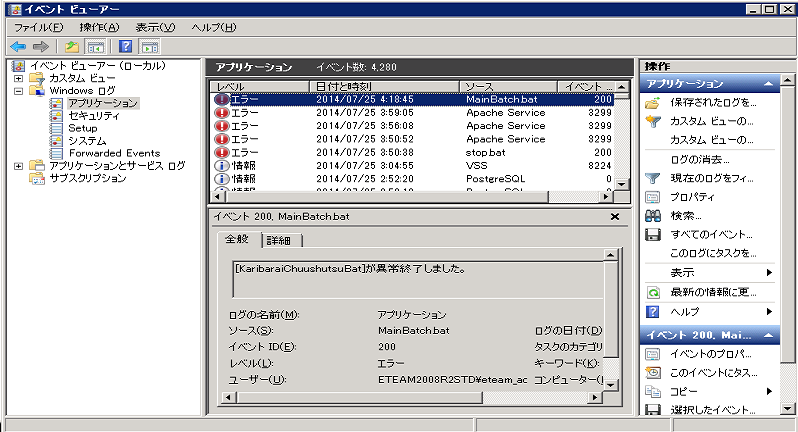 イベント ビューアー
ファイル(F) 操作(A) 表示(V) ヘルプ(H)
イベント ビューアー (ローカル)
カスタム ビュー
Windows ログ
アプリケーション
セキュリティ
Setup
システム
Forwarded Events
アプリケーションとサービス ログ
サブスクリプション
アプリケーション イベント数: 4,280
レベル 日付と時刻 ソース イベント ...
エラー 2014/07/25 4:18:45 MainBatch.bat 200
エラー 2014/07/25 3:59:05 Apache Service 3299
エラー 2014/07/25 3:56:08 Apache Service 3299
エラー 2014/07/25 3:50:52 Apache Service 3299
エラー 2014/07/25 3:50:38 stop.bat 200
情報 2014/07/25 3:04:55 VSS 8224
情報 2014/07/25 2:52:20 PostgreSQL 0
イベント 200, MainBatch.bat
全般 詳細
[KaribaraiChuushutsuBat]が異常終了しました。
ログの名前(M): アプリケーション
ソース(S): MainBatch.bat ログの日付(D)
イベント ID(E): 200 タスクのカテゴリ
レベル(L): エラー キーワード(K):
ユーザー(U): ETEAM2008R2STD¥eteam_ac コンピューター(
操作
アプリケーション
保存されたログを...
カスタム ビューの...
カスタム ビューの...
ログの消去...
現在のログをフィ...
プロパティ
検索...
すべてのイベント...
このログにタスクを...
表示
最新の情報に更...
ヘルプ
イベント 200, Mai...
イベントのプロパ...
このイベントにタス...
コピー
選択したイベント...